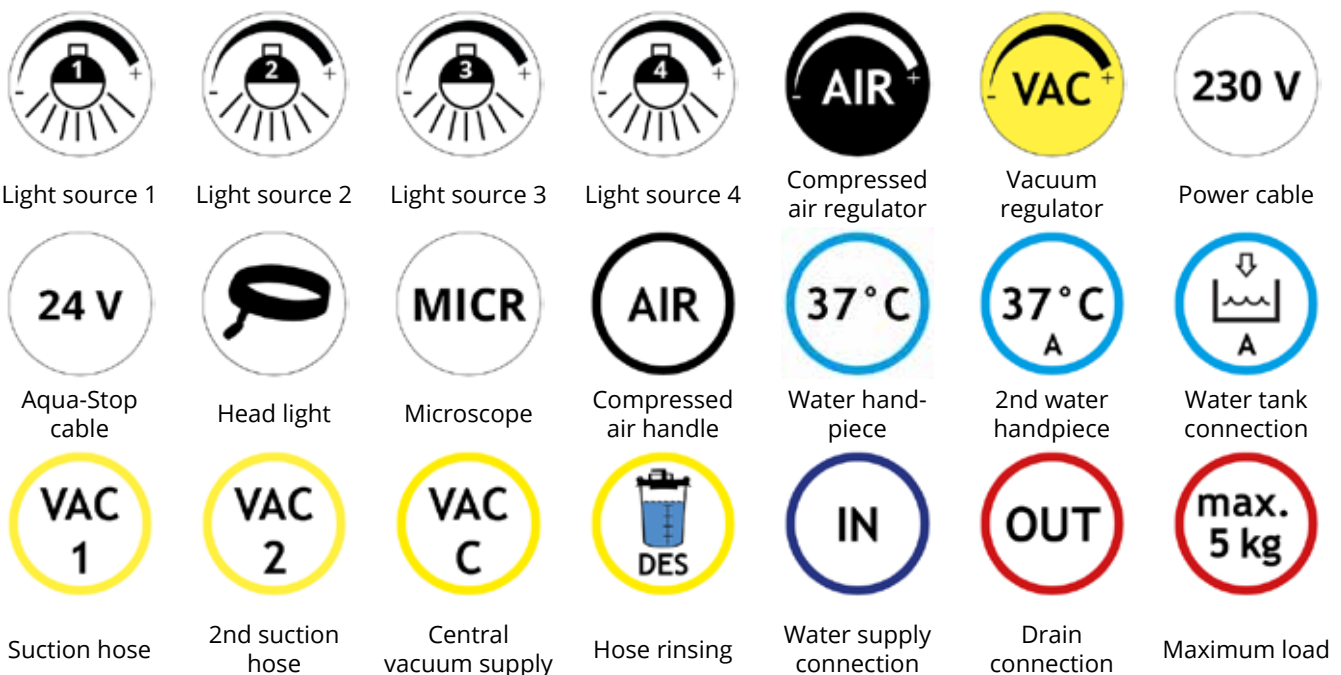 1
2
3
4
AIR
VAC
230 V
- +
- +
- +
- +
- +
- +
Light source 1
Light source 2
Light source 3
Light source 4
Compressed
air regulator
Vacuum
regulator
Power cable
24 V
MICR
AIR
37°C
37°C
A
A
Aqua-Stop
cable
Head light
Microscope
Compressed
air handle
Water hand-
piece
2nd water
handpiece
Water tank
connection
VAC
1
VAC
2
VAC
C
DES
IN
OUT
max.
5 kg
Suction hose
2nd suction
hose
Central
vacuum supply
Hose rinsing
Water supply
connection
Drain
connection
Maximum load